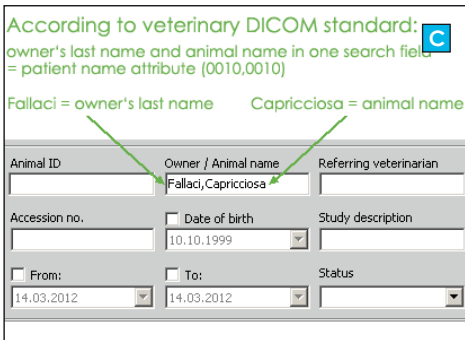 According to veterinary DICOM standard:
C
owner's last name and animal name in one search field
= patient name attribute (0010,0010)
Fallaci = owner's last name Capricciosa = animal name
Animal ID Owner / Animal name Referring veterinarian
Fallaci,Capricciosa
Accession no. Date of birth Study description
10.10.1999
From: To: Status
14.03.2012 14.03.2012